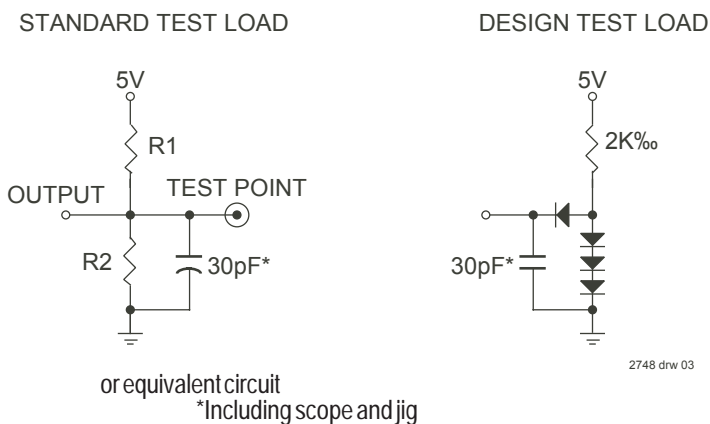 STANDARD TEST LOAD
DESIGN TEST LOAD
5V
R1
OUTPUT
TEST POINT
R2
30pF*
5V
2K‰
30pF*
2748 drw 03
or equivalent circuit
*Including scope and jig